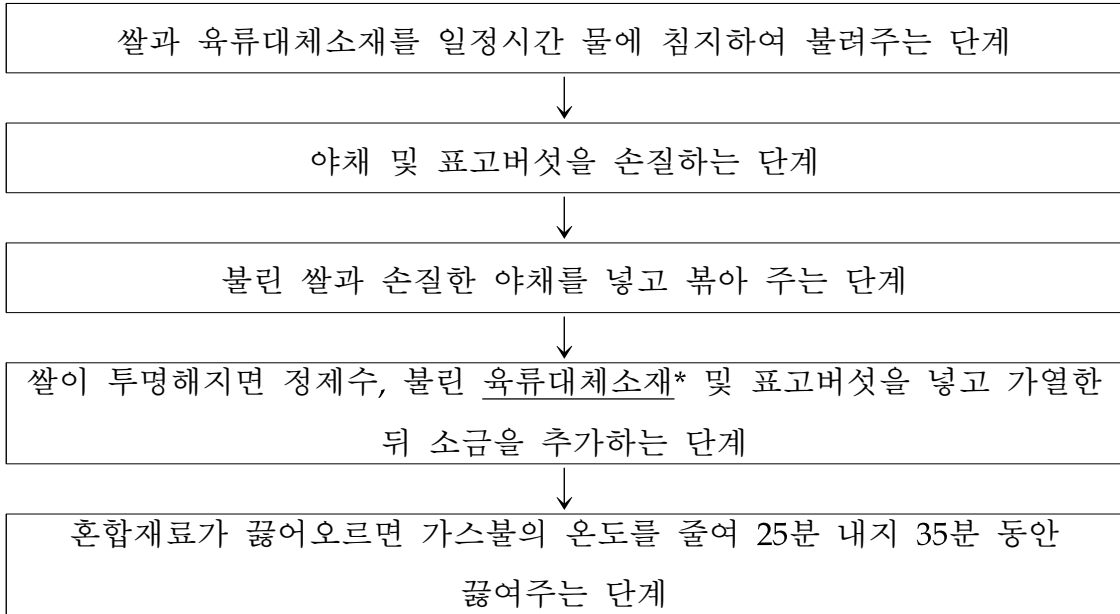 쌀과 육류대체소재를 일정시간 물에 침지하여 불려주는 단계
야채 및 표고버섯을 손질하는 단계
불린 쌀과 손질한 야채를 넣고 볶아 주는 단계
쌀이 투명해지면 정제수, 불린 육류대체소재* 및 표고버섯을 넣고 가열한
뒤 소금을 추가하는 단계
혼합재료가 끓어오르면 가스불의 온도를 줄여 25분 내지 35분 동안
끓여주는 단계